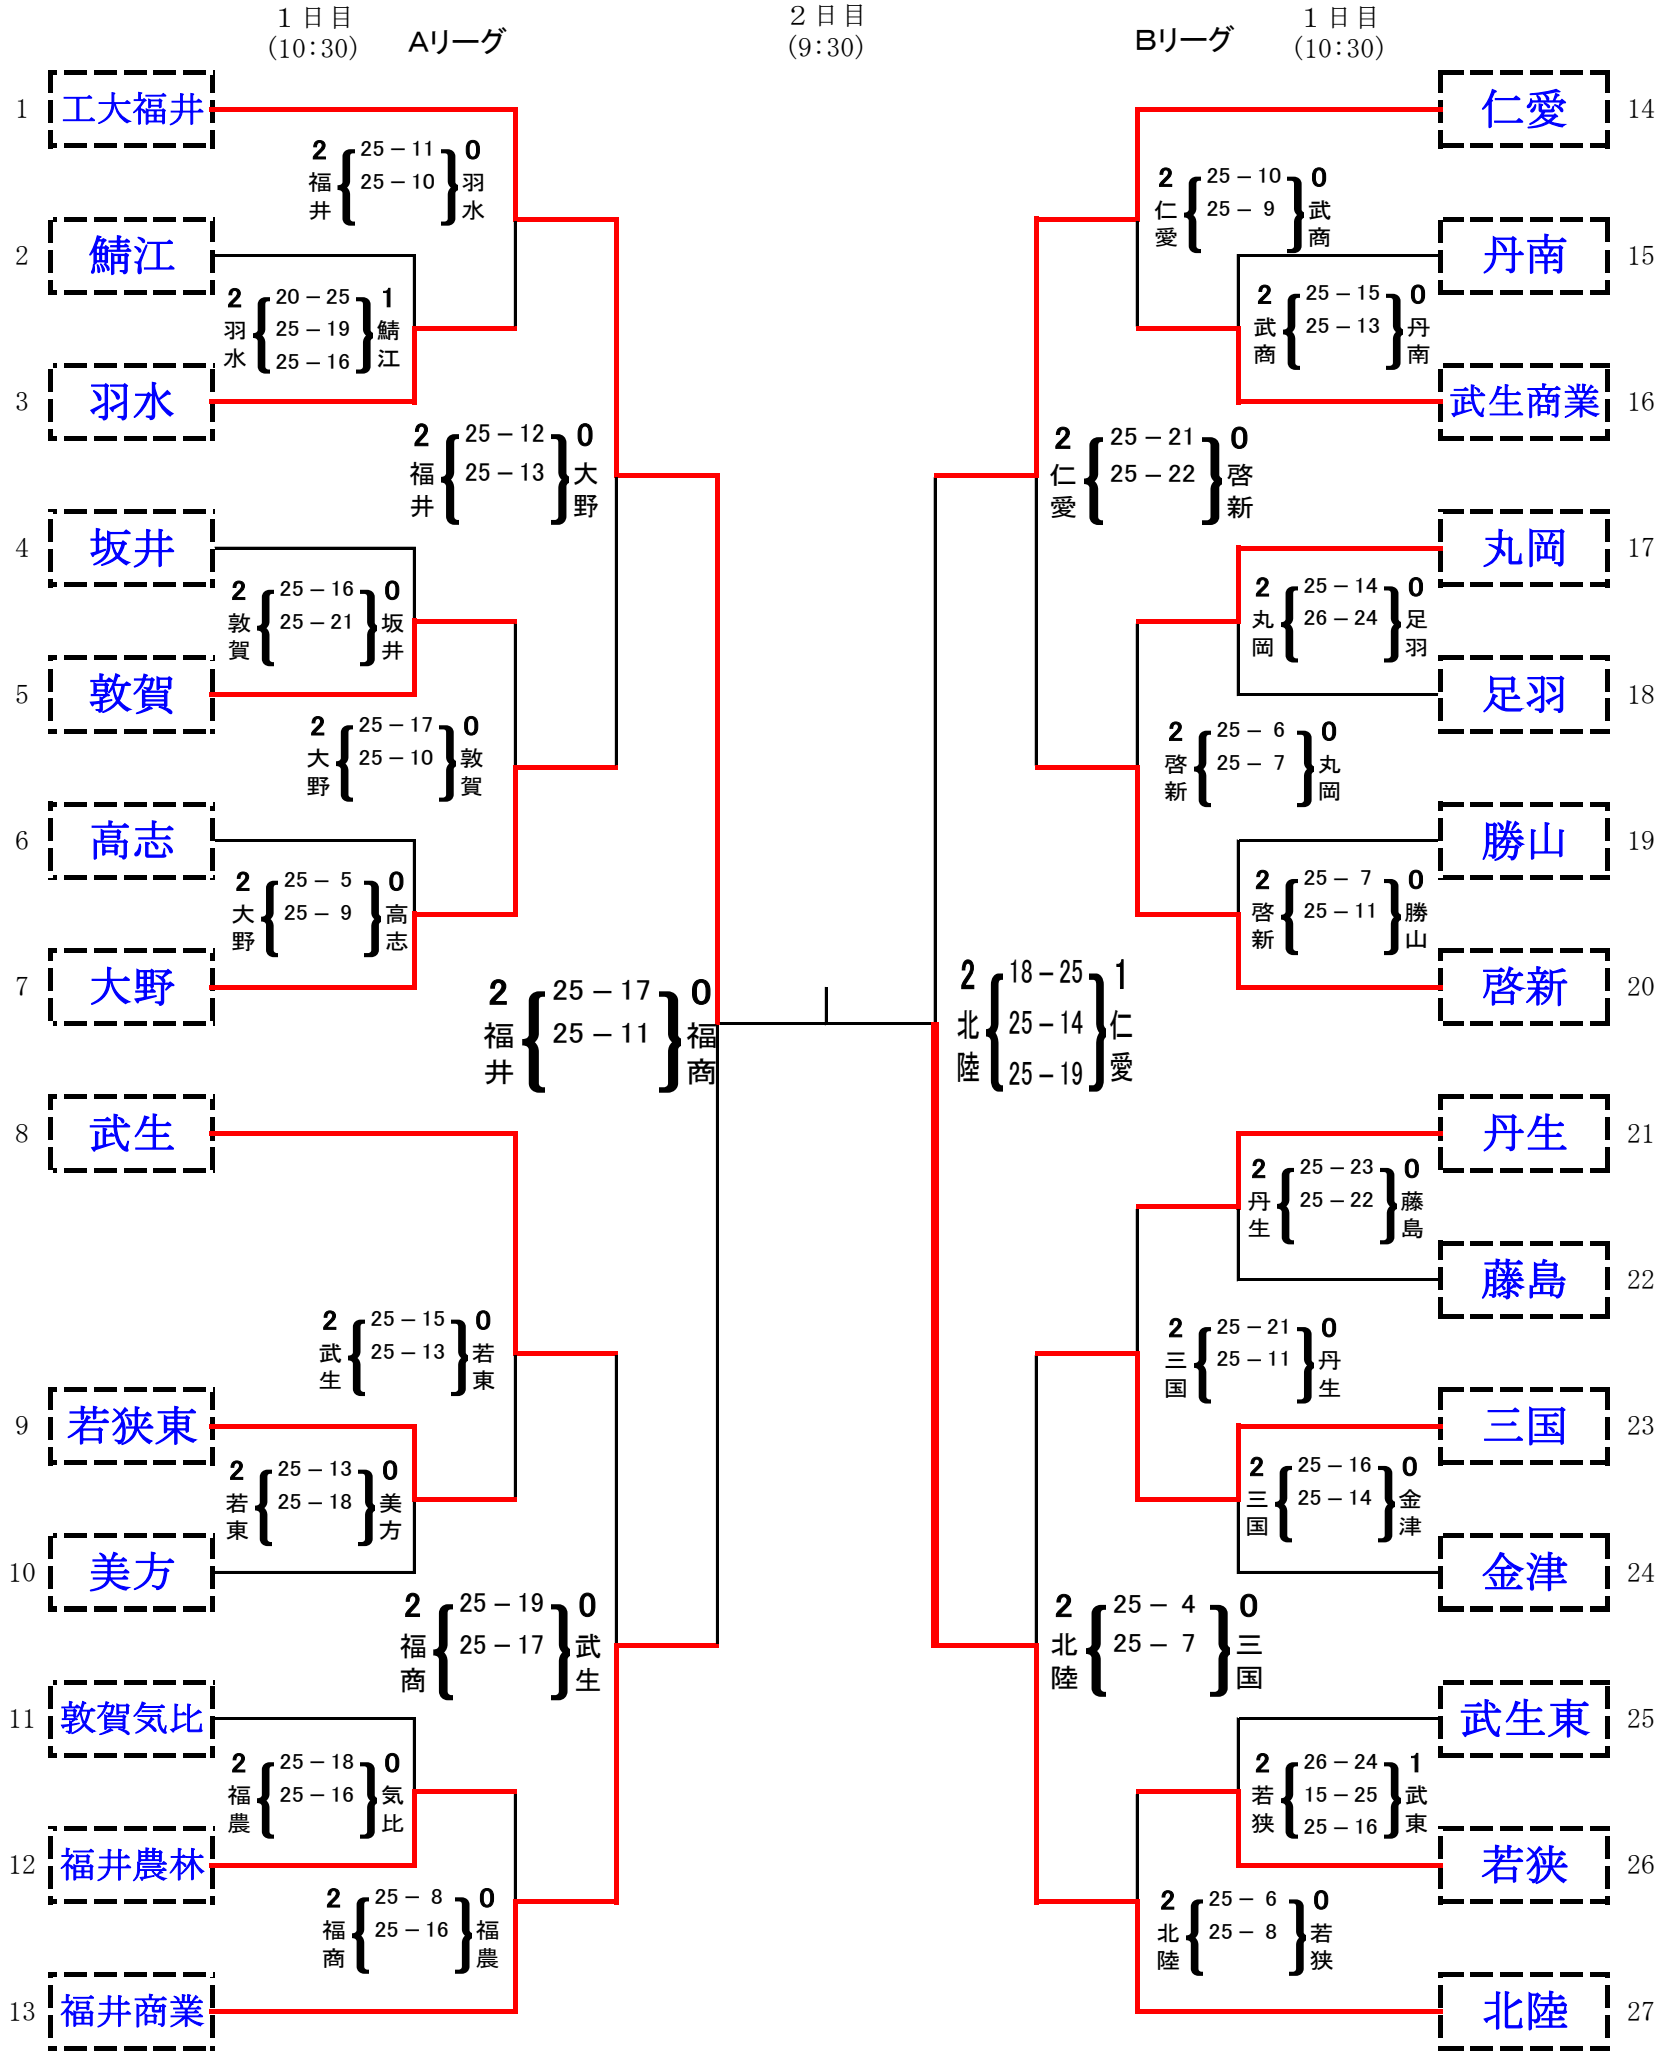 1日目
(10:30)
Aリーグ
2日目
(9:30)
Bリーグ
1日目
(10:30)
1 工大福井
2 福井 25－11 25－10 0 羽水
2 鯖江
2 羽水 20－25 25－19 25－16 1 鯖江
3 羽水
2 福井 25－12 25－13 0 大野
4 坂井
2 敦賀 25－16 25－21 0 坂井
5 敦賀
2 大野 25－17 25－10 0 敦賀
6 高志
2 大野 25－5 25－9 0 高志
7 大野
2 福井 25－17 25－11 0 福商
8 武生
2 武生 25－15 25－13 0 若東
9 若狭東
2 若東 25－13 25－18 0 美方
10 美方
2 福商 25－19 25－17 0 武生
11 敦賀気比
2 福農 25－18 25－16 0 気比
12 福井農林
2 福商 25－8 25－16 0 福農
13 福井商業
仁愛 14
2 仁愛 25－10 25－9 0 武商
丹南 15
2 武商 25－15 25－13 0 丹南
武生商業 16
2 仁愛 25－21 25－22 0 啓新
丸岡 17
2 丸岡 25－14 26－24 0 足羽
足羽 18
2 啓新 25－6 25－7 0 丸岡
勝山 19
2 啓新 25－7 25－11 0 勝山
啓新 20
2 北陸 18－25 25－14 25－19 1 仁愛
丹生 21
2 丹生 25－23 25－22 0 藤島
藤島 22
2 三国 25－21 25－11 0 丹生
三国 23
2 三国 25－16 25－14 0 金津
金津 24
2 北陸 25－4 25－7 0 三国
武生東 25
2 若狭 26－24 15－25 25－16 1 武東
若狭 26
2 北陸 25－6 25－8 0 若狭
北陸 27